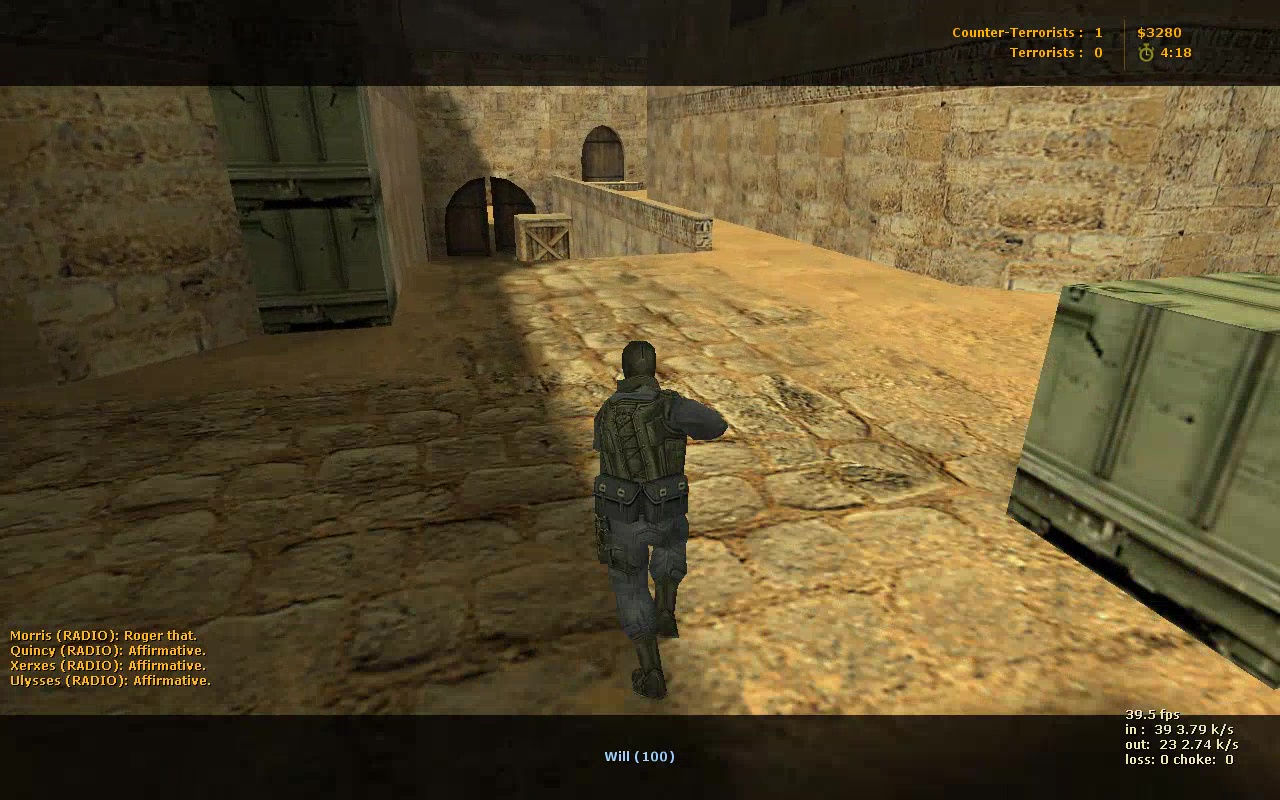 Counter-Terrorists : 1 $3280
Terrorists : 0 4:18
Morris (RADIO): Roger that.
Quincy (RADIO): Affirmative.
Xerxes (RADIO): Affirmative.
Ulysses (RADIO): Affirmative.
39.5 fps
in : 39 3.79 k/s
out: 23 2.74 k/s
loss: 0 choke: 0
Will (100)